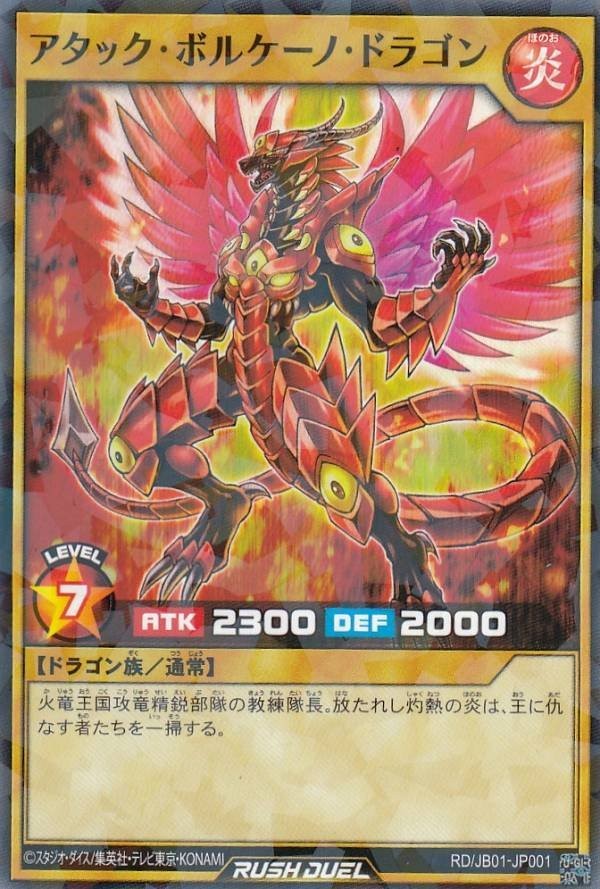 アタック・ボルケーノ・ドラゴン
ほのお
炎
LEVEL
7
ATK 2300 DEF 2000
【ドラゴン族／通常】
火竜王国攻竜精鋭部隊の教練隊長。放たれし灼熱の炎は、王に仇
なす者たちを一掃する。
©スタジオ・ダイス/集英社・テレビ東京・KONAMI
RUSH DUEL
RD/JB01-JP001